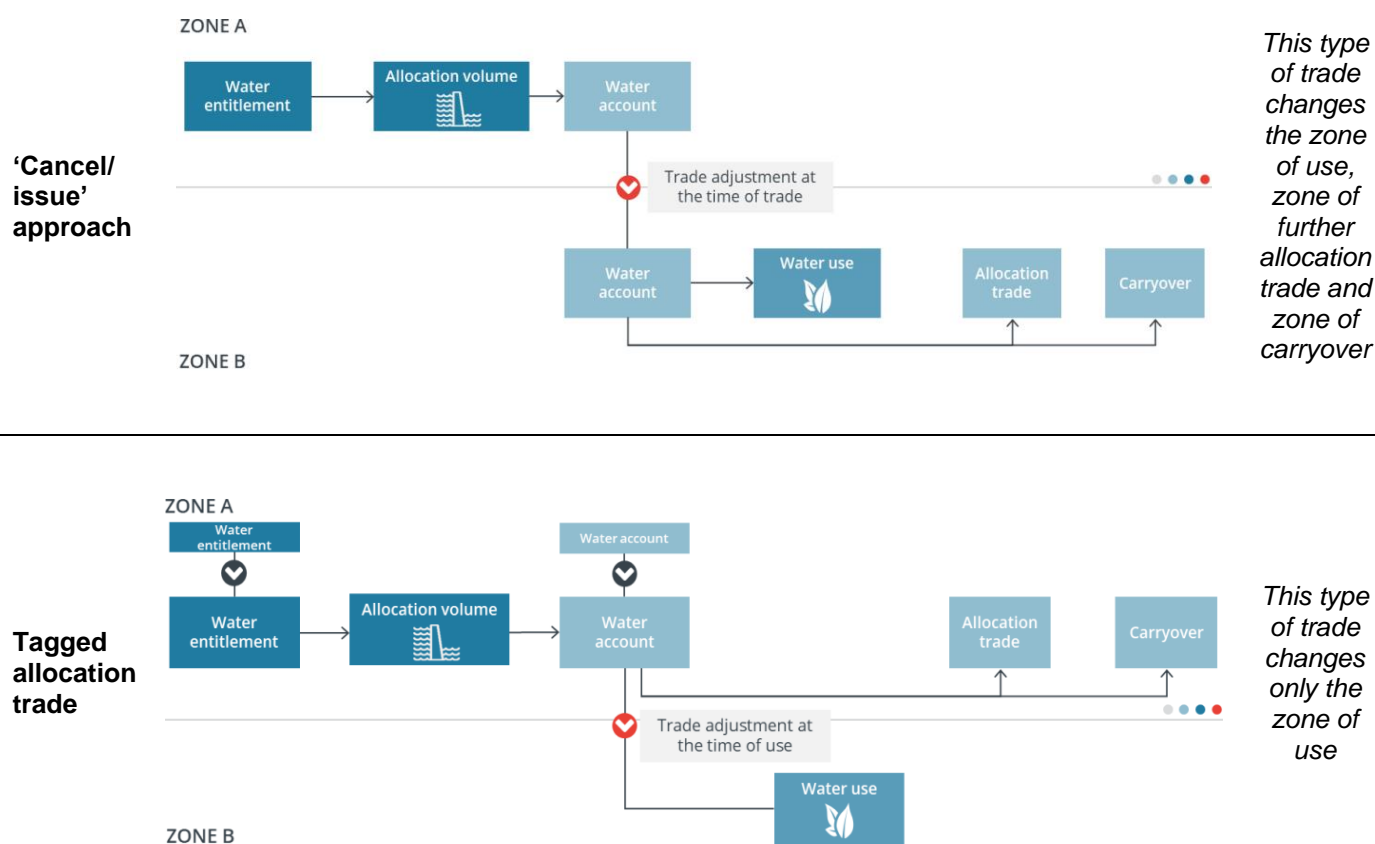 ZONE A
Water
entitlement
Allocation volume
Water
account
‘Cancel/
issue’
approach
Trade adjustment at
the time of trade
Water
account
Water use
Allocation
trade
Carryover
ZONE B
This type
of trade
changes
the zone
of use,
zone of
further
allocation
trade and
zone of
carryover
ZONE A
Water
entitlement
Water account
Water
entitlement
Allocation volume
Water
account
Allocation
trade
Carryover
Tagged
allocation
trade
Trade adjustment at
the time of use
Water use
ZONE B
This type
of trade
changes
only the
zone of
use